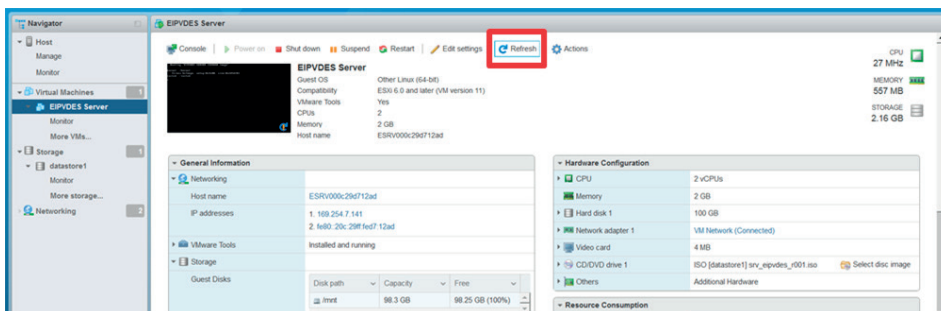 Navigator
EIPVDES Server
Host
Manage
Monitor
Virtual Machines 1
EIPVDES Server
Monitor
More VMs...
Storage 1
datastore1
Monitor
More storage...
Networking 2
Console Power on Shut down Suspend Restart Edit settings Refresh Actions
EIPVDES Server
Guest OS Other Linux (64-bit)
Compatibility ESXi 6.0 and later (VM version 11)
VMware Tools Yes
CPUs 2
Memory 2 GB
Host name ESRV000c29d712ad
CPU
27 MHz
MEMORY
557 MB
STORAGE
2.16 GB
General Information
Networking
Host name ESRV000c29d712ad
IP addresses 1. 169.254.7.141
2. fe80::20c:29ff:fed7:12ad
VMware Tools Installed and running
Storage
Guest Disks Disk path Capacity Free
/mnt 98.3 GB 98.25 GB (100%)
Hardware Configuration
CPU 2 vCPUs
Memory 2 GB
Hard disk 1 100 GB
Network adapter 1 VM Network (Connected)
Video card 4 MB
CD/DVD drive 1 ISO [datastore1] srv_eipvdes_r001.iso Select disc image
Others Additional Hardware
Resource Consumption